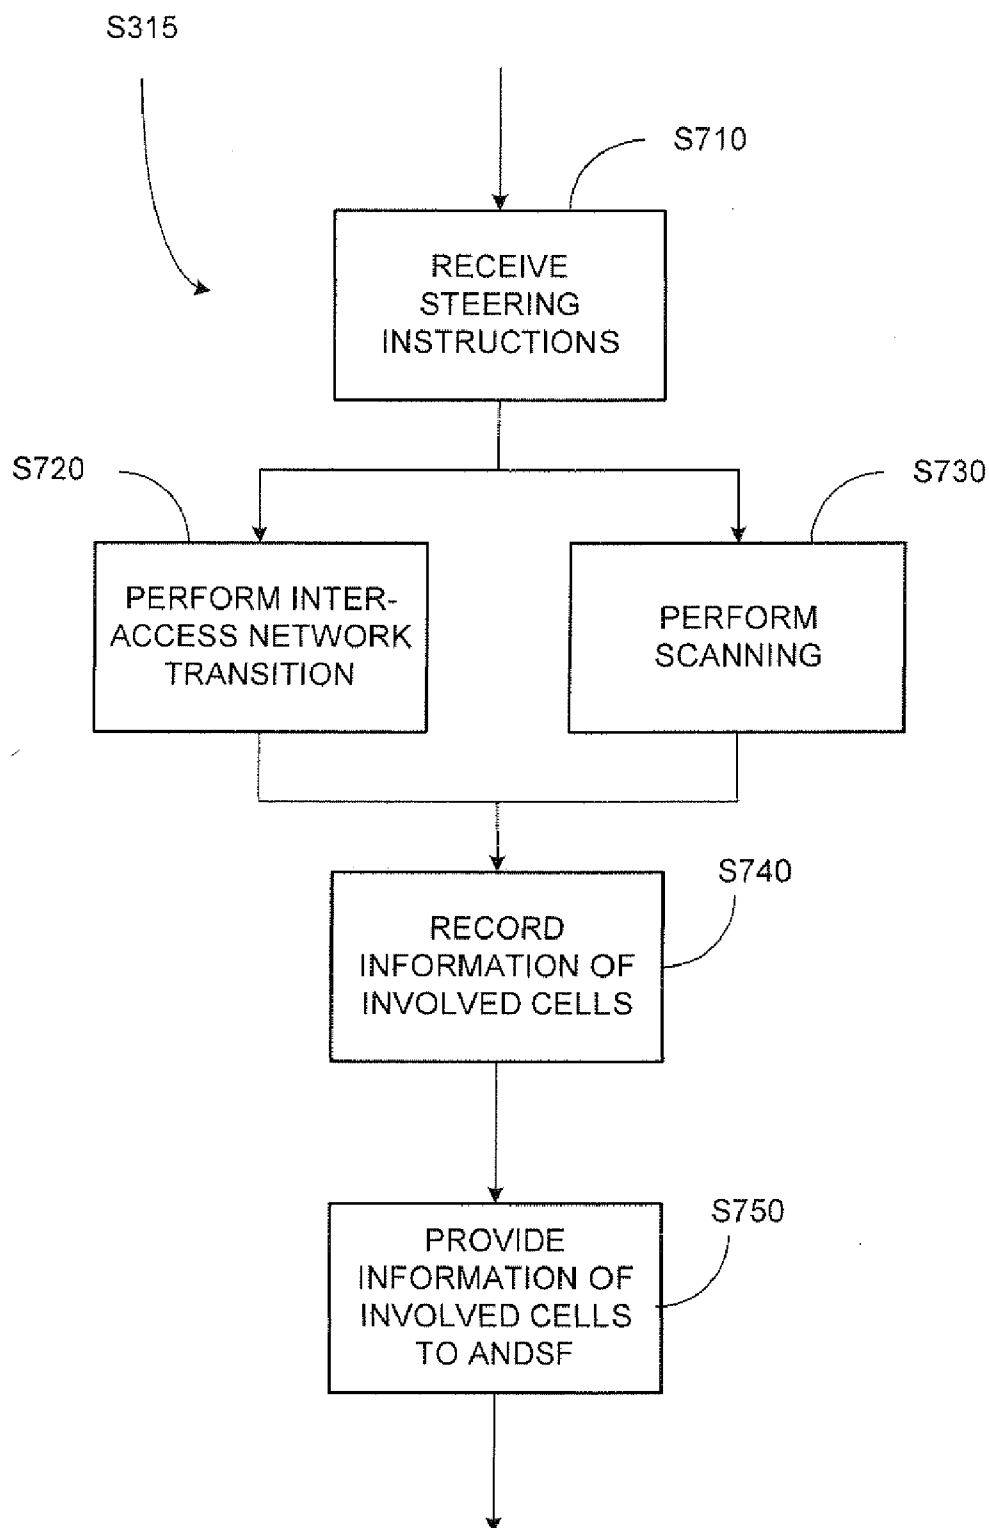 S315
S710
RECEIVE
STEERING
INSTRUCTIONS
S720
S730
PERFORM INTER-
ACCESS NETWORK
TRANSITION
PERFORM
SCANNING
S740
RECORD
INFORMATION OF
INVOLVED CELLS
S750
PROVIDE
INFORMATION OF
INVOLVED CELLS
TO ANDSF